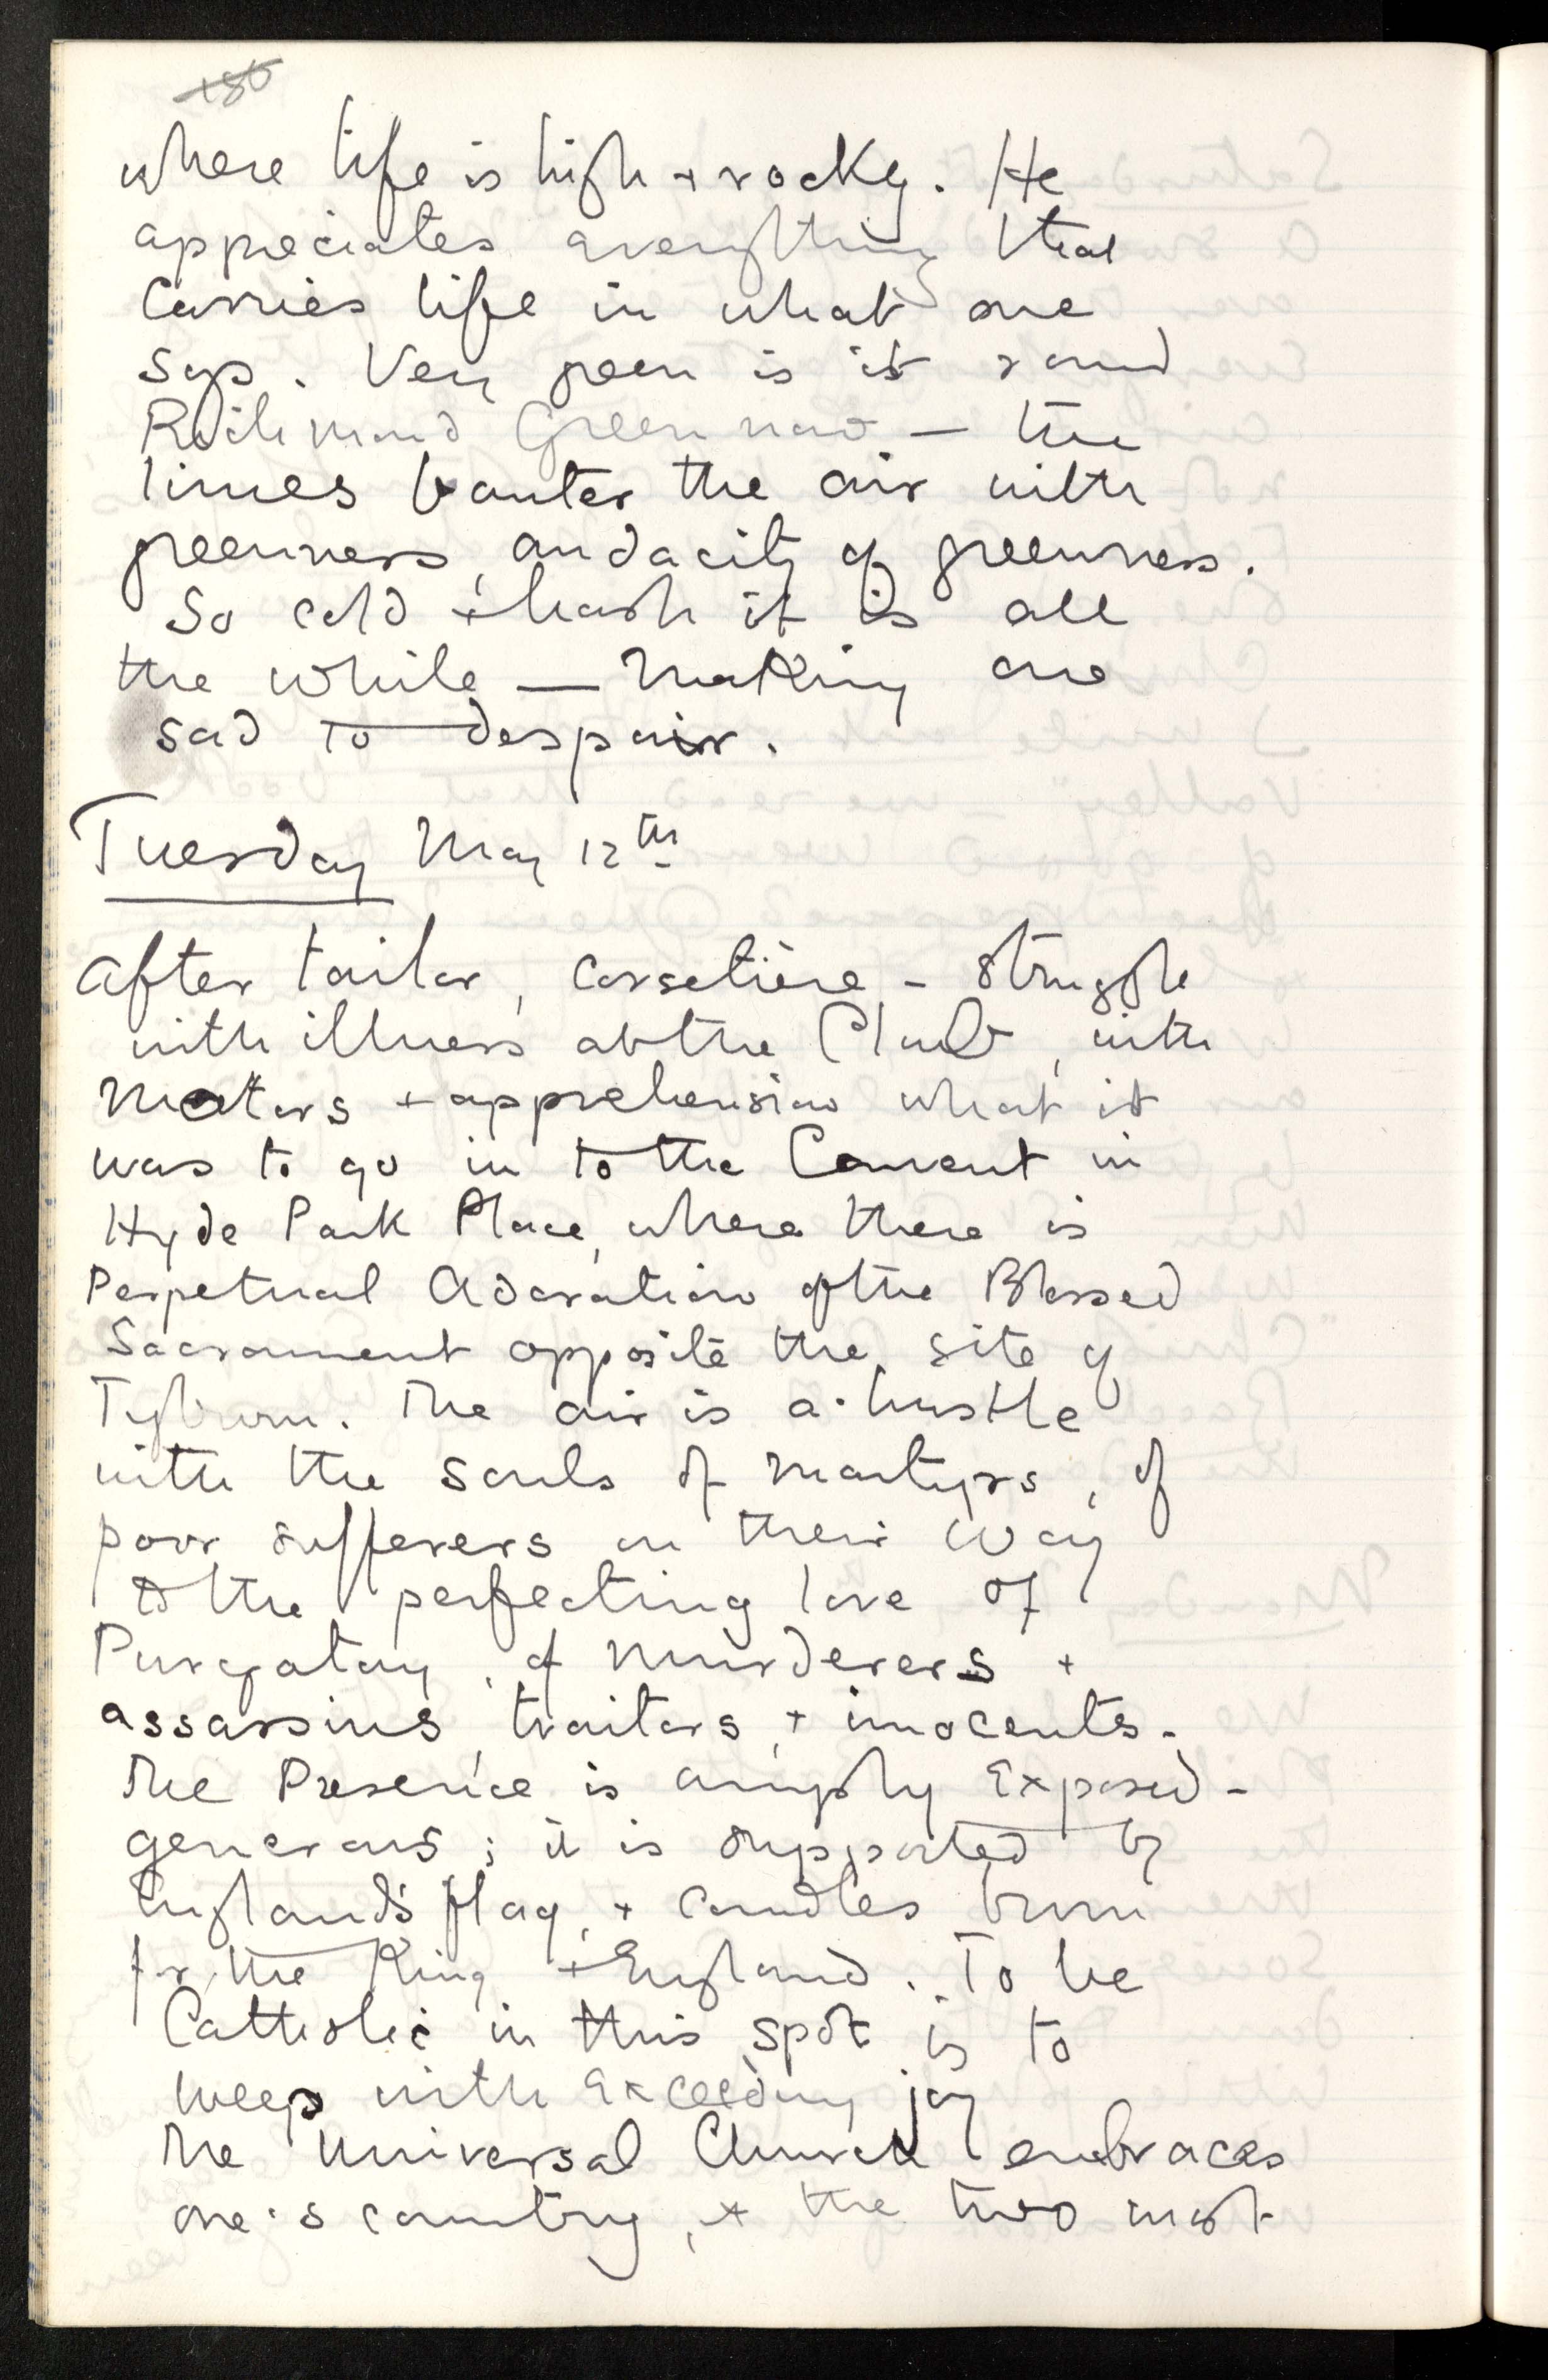 where life is high + rocky. He
appreciates everything that
carries life in what one
says. Very green is it round
Richmond Green now — the
limes banter the air with
greenness, audacity of greenness.
So cold + harsh it is all
the while — making one
sad to despair.
Tuesday May 12th
After tailor, corsetière - struggle
with illness at the Club, with
motors + apprehension what it
was to go in to the Convent in
Hyde Park Place, where there is
Perpetual Adoration of the Blessed
Sacrament opposite the site of
Tyburn. The air is a-hustle
with the souls of martyrs, of
poor sufferers on their way
to the perfecting love of
Purgatory, of murderers +
assassins, traitors, + innocents.
The Presence is amply Exposed -
generous; it is supported by
England's flag, + candles burn
for the King + England. To be
Catholic in this spot is to
weep with exceeding joy
The Universal Church embraces
one's country, + the two most